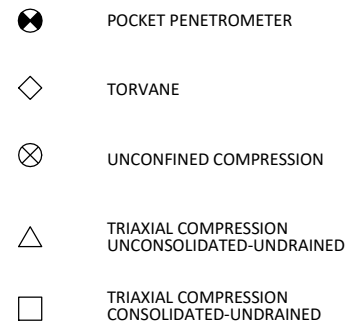 POCKET PENETROMETER
TORVANE
UNCONFINED COMPRESSION
TRIAXIAL COMPRESSION
UNCONSOLIDATED-UNDRAINED
TRIAXIAL COMPRESSION
CONSOLIDATED-UNDRAINED